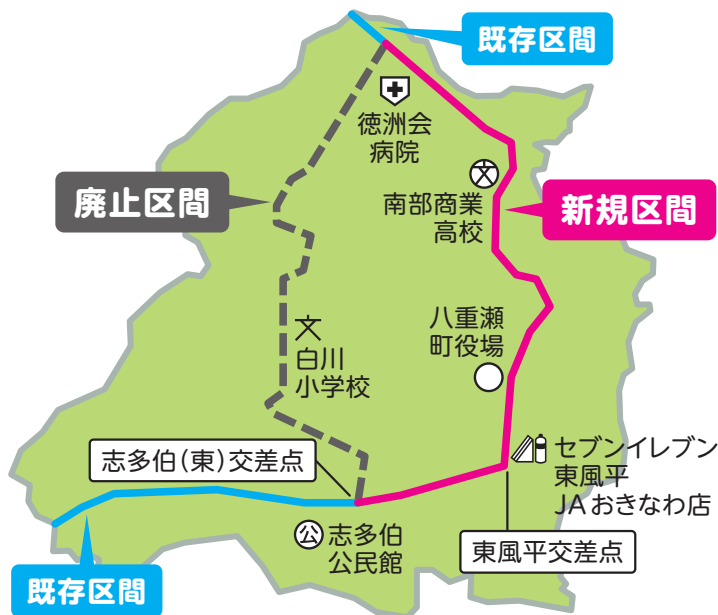 既存区間
徳洲会
病院
廃止区間
南部商業
高校
新規区間
八重瀬
町役場
文
白川
小学校
志多伯(東)交差点
セブンイレブン
東風平
JAおきなわ店
公 志多伯
公民館
東風平交差点
既存区間